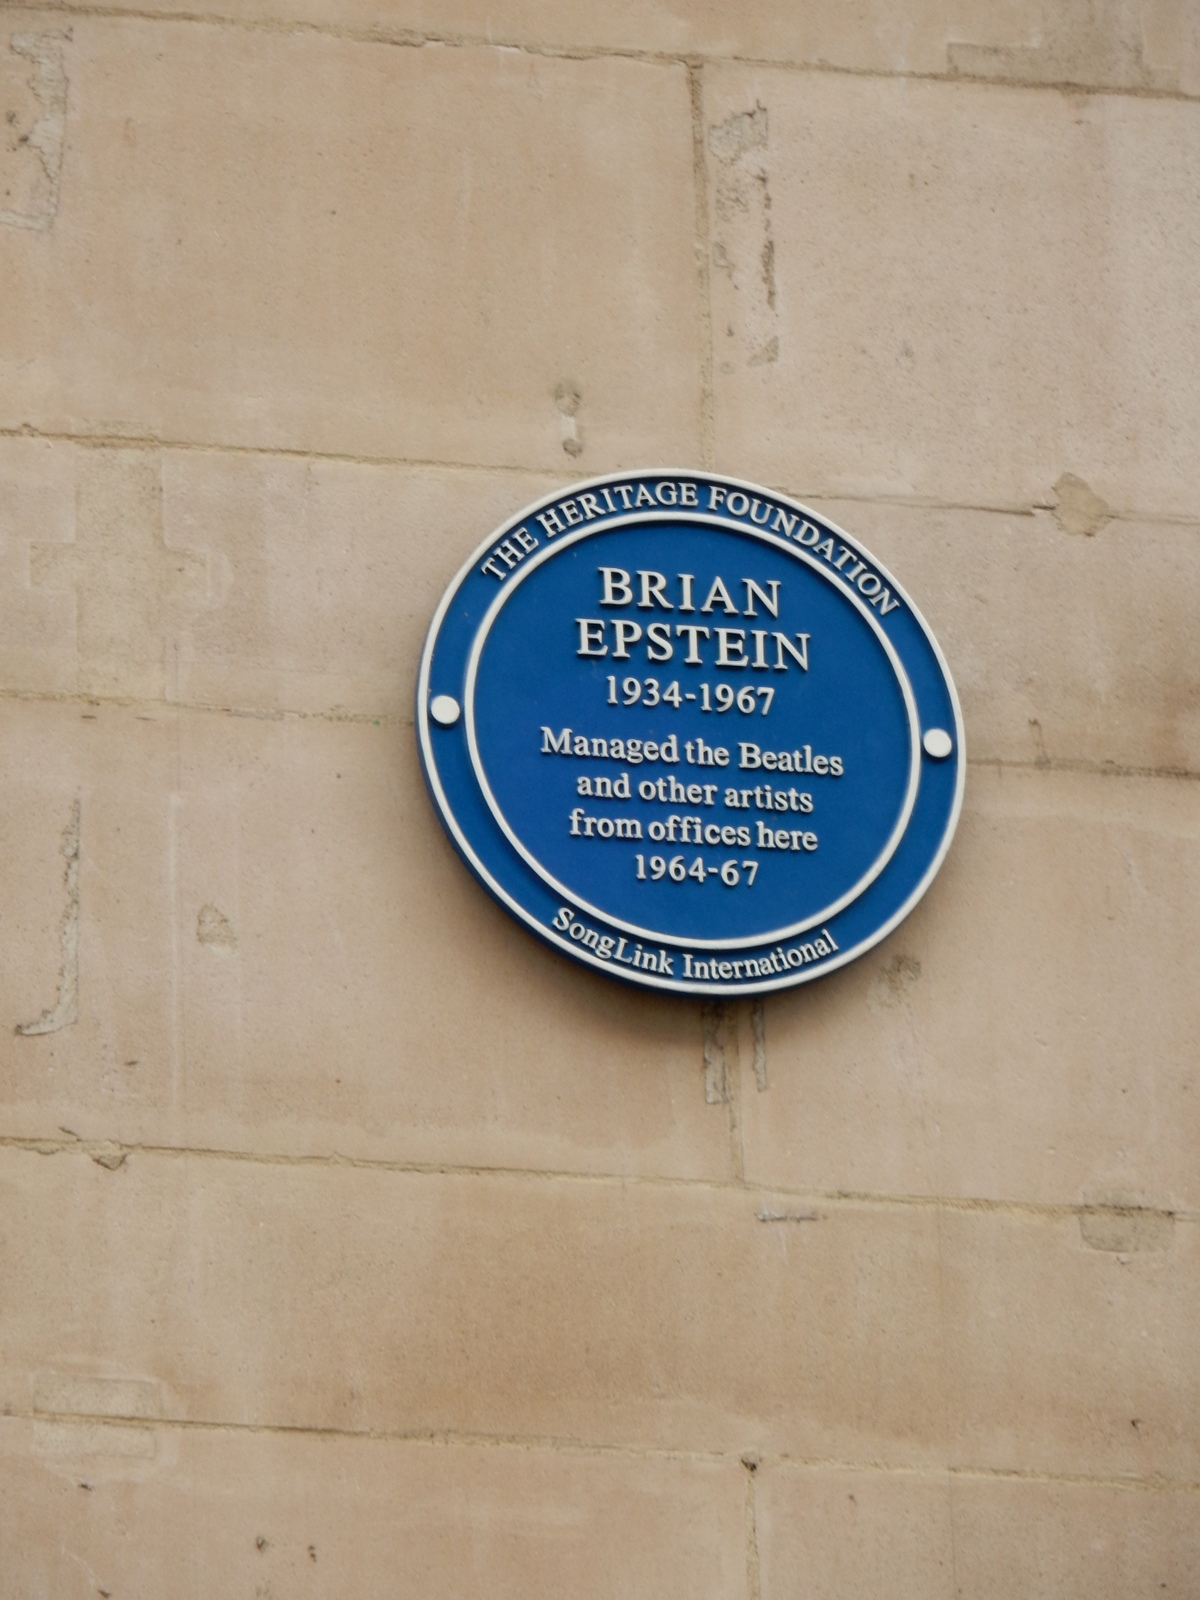 THE HERITAGE FOUNDATION
BRIAN
EPSTEIN
1934-1967
Managed the Beatles
and other artists
from offices here
1964-67
SongLink International